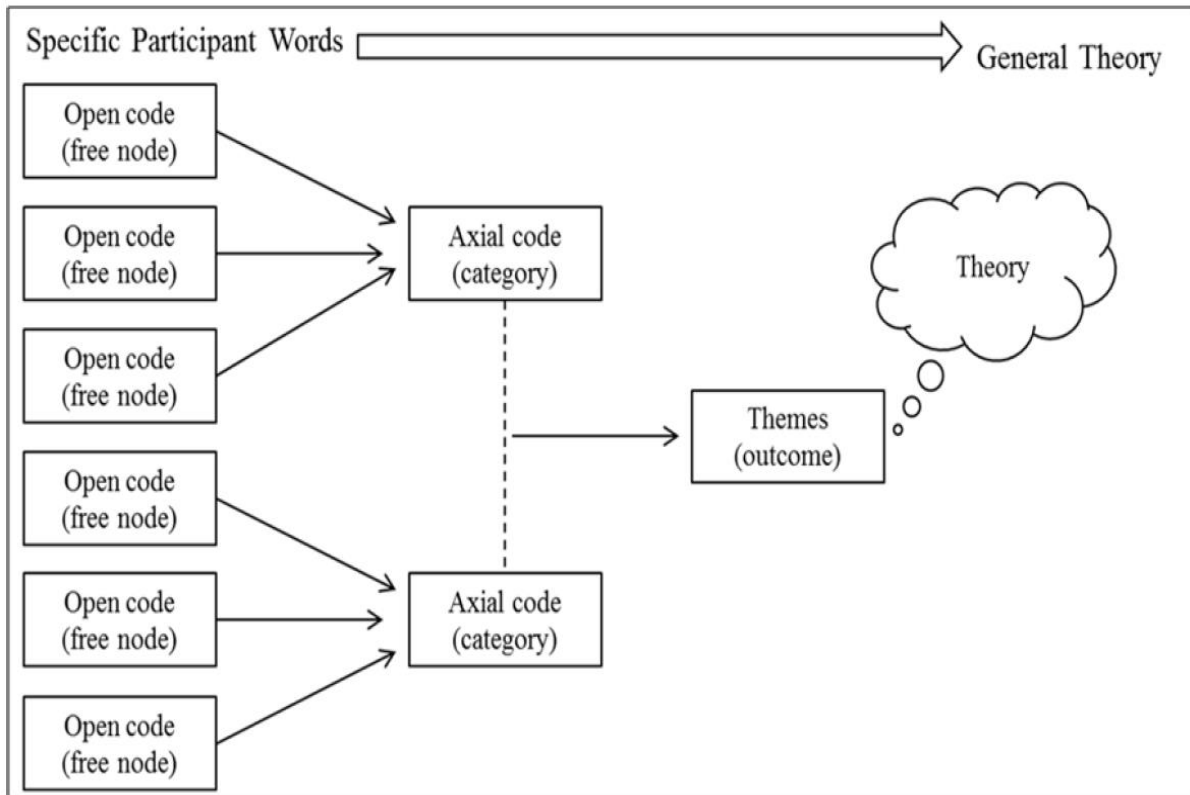 Specific Participant Words
General Theory
Open code
(free node)
Open code
(free node)
Open code
(free node)
Open code
(free node)
Open code
(free node)
Open code
(free node)
Axial code
(category)
Axial code
(category)
Themes
(outcome)
Theory